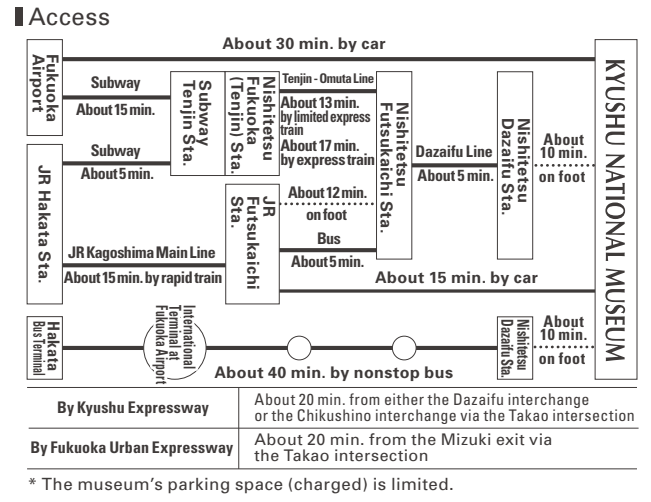 Access
About 30 min. by car
Fukuoka
Airport
Subway
About 15 min.
Subway
Tenjin Sta.
Nishitetsu
Fukuoka
(Tenjin) Sta.
Tenjin - Omuta Line
About 13 min.
by limited express
train
About 17 min.
by express train
Nishitetsu
Futsukaichi Sta.
Dazaifu Line
About 5 min.
Nishitetsu
Dazaifu Sta.
About
10 min.
on foot
KYUSHU NATIONAL MUSEUM
JR Hakata Sta.
Subway
About 5 min.
JR Kagoshima Main Line
About 15 min. by rapid train
JR
Futsukaichi
Sta.
About 12 min.
on foot
Bus
About 5 min.
About 15 min. by car
Hakata
Bus Terminal
International
Terminal at
Fukuoka Airport
About 40 min. by nonstop bus
Nishitetsu
Dazaifu Sta.
About
10 min.
on foot
By Kyushu Expressway
About 20 min. from either the Dazaifu interchange
or the Chikushino interchange via the Takao intersection
By Fukuoka Urban Expressway
About 20 min. from the Mizuki exit via
the Takao intersection
* The museum's parking space (charged) is limited.